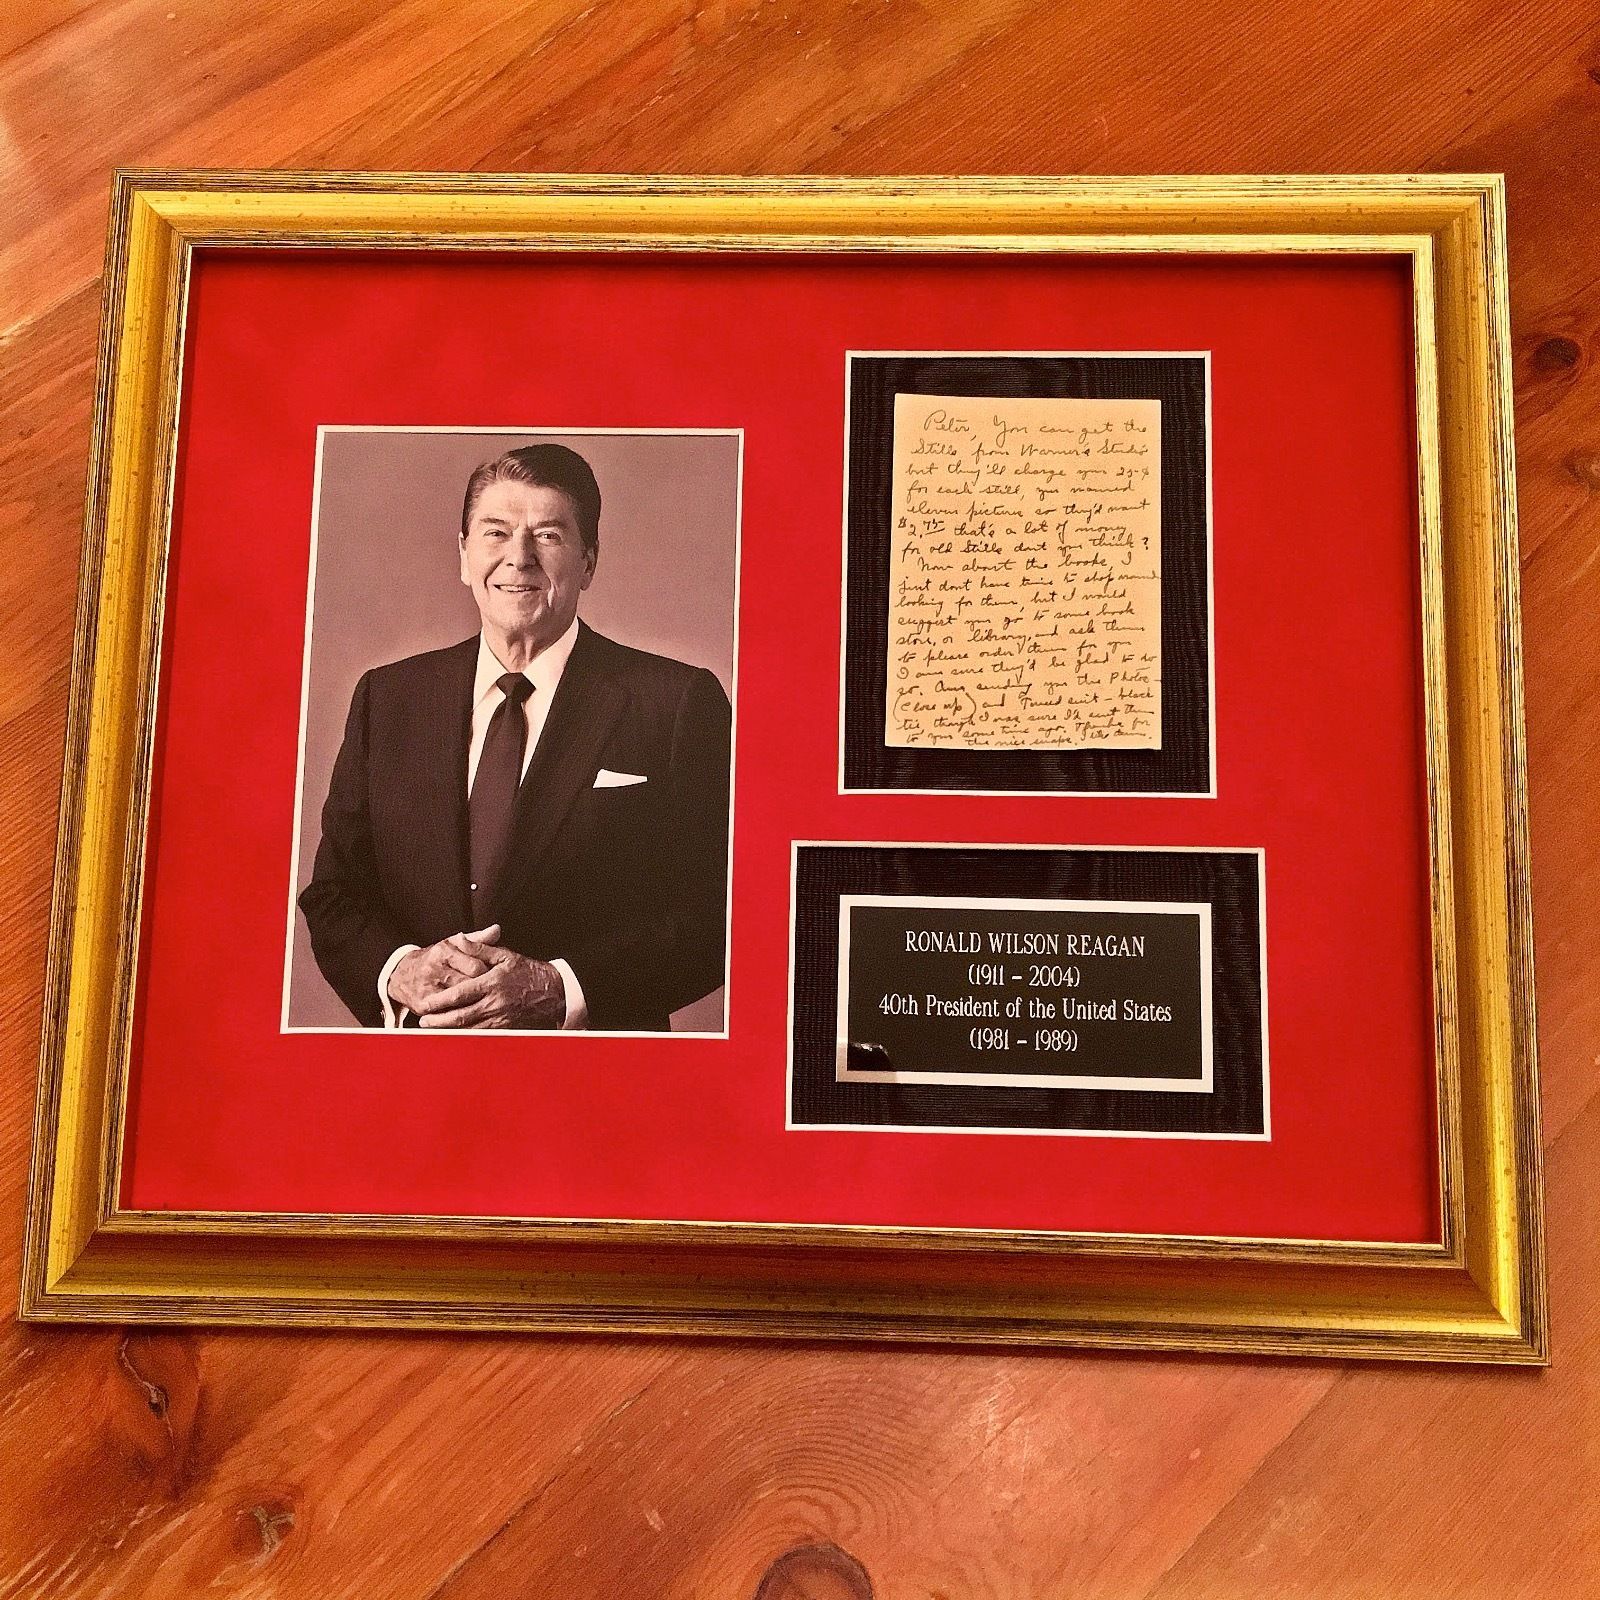 Peter, You can get the
Stills from Warner's Studio
but they'll charge you 25¢
for each still, you named
eleven pictures so they'd want
$2.75 that's a lot of money
for old Stills dont you think?
Now about the books, I
just dont have time to shop around
looking for them, but I would
suggest you go to some book
store, or library, and ask them
to please order them for you
I am sure they'd be glad to do
so. Am sending you the Photos -
(close up) and Tweed suit - black
tie though I was sure I'd sent them
to you some time ago. Thanks for
the nice snaps. I like them.
RONALD WILSON REAGAN
(1911 – 2004)
40th President of the United States
(1981 – 1989)